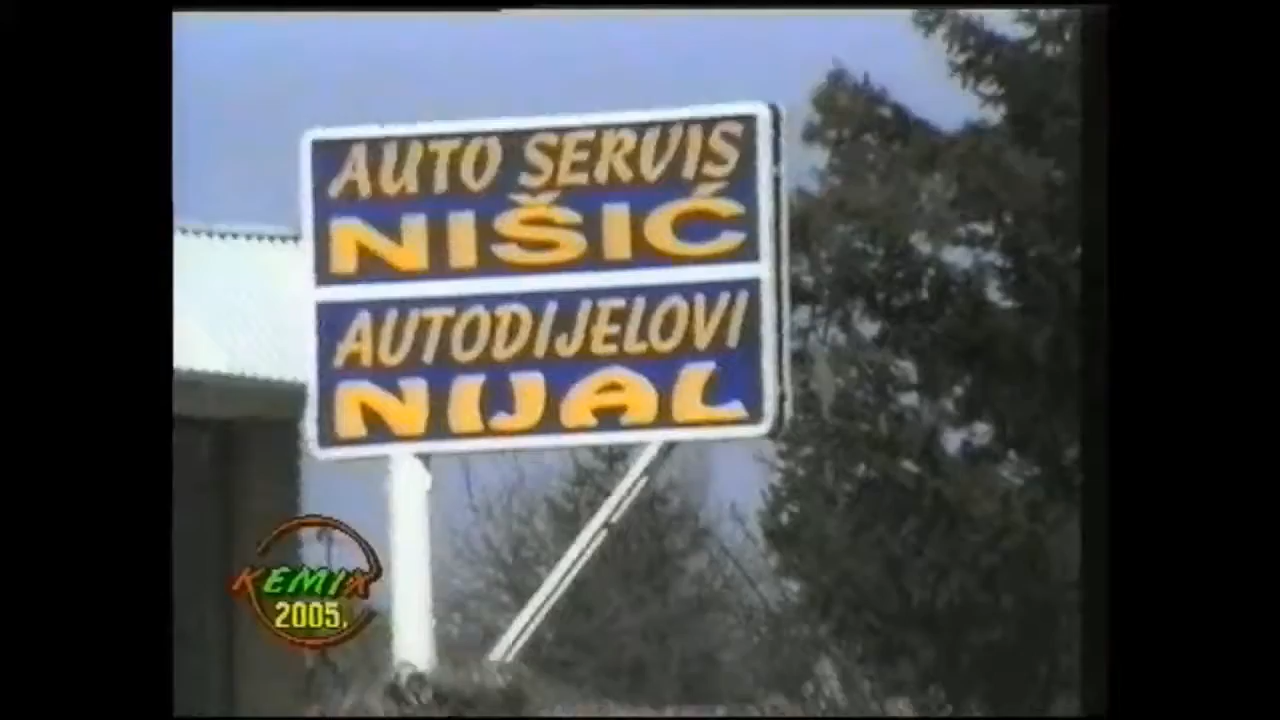 AUTO SERVIS
NIŠIĆ
AUTODIJELOVI
NIJAL
KEMIX
2005.